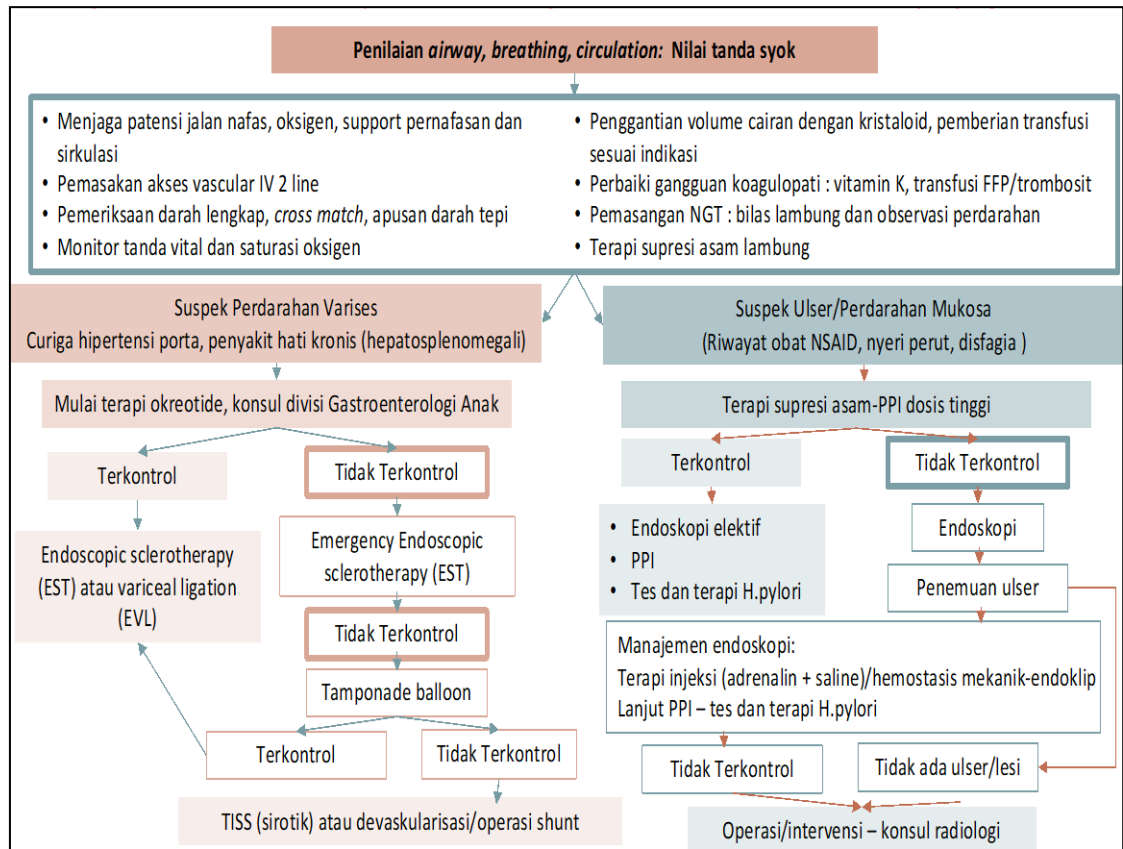 Penilaian airway, breathing, circulation: Nilai tanda syok
• Menjaga patensi jalan nafas, oksigen, support pernafasan dan
sirkulasi
• Pemasakan akses vascular IV 2 line
• Pemeriksaan darah lengkap, cross match, apusan darah tepi
• Monitor tanda vital dan saturasi oksigen
• Penggantian volume cairan dengan kristaloid, pemberian transfusi
sesuai indikasi
• Perbaiki gangguan koagulopati : vitamin K, transfusi FFP/trombosit
• Pemasangan NGT : bilas lambung dan observasi perdarahan
• Terapi supresi asam lambung
Suspek Perdarahan Varises
Curiga hipertensi porta, penyakit hati kronis (hepatosplenomegali)
Mulai terapi okreotide, konsul divisi Gastroenterologi Anak
Terkontrol
Tidak Terkontrol
Endoscopic sclerotherapy
(EST) atau variceal ligation
(EVL)
Emergency Endoscopic
sclerotherapy (EST)
Tidak Terkontrol
Tamponade balloon
Terkontrol
Tidak Terkontrol
TISS (sirotik) atau devaskularisasi/operasi shunt
Suspek Ulser/Perdarahan Mukosa
(Riwayat obat NSAID, nyeri perut, disfagia )
Terapi supresi asam-PPI dosis tinggi
Terkontrol
Tidak Terkontrol
• Endoskopi elektif
• PPI
• Tes dan terapi H.pylori
Endoskopi
Penemuan ulser
Manajemen endoskopi:
Terapi injeksi (adrenalin + saline)/hemostasis mekanik-endoklip
Lanjut PPI – tes dan terapi H.pylori
Tidak Terkontrol
Tidak ada ulser/lesi
Operasi/intervensi – konsul radiologi